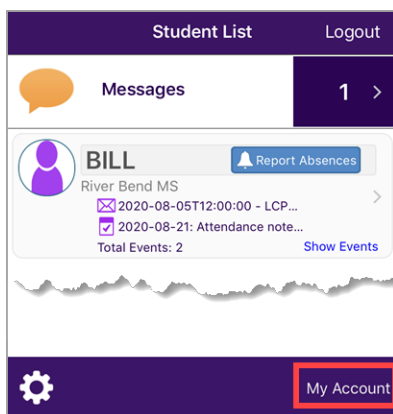 Student List Logout
Messages 1 >
BILL Report Absences
River Bend MS
2020-08-05T12:00:00 - LCP...
2020-08-21: Attendance note...
Total Events: 2 Show Events
My Account